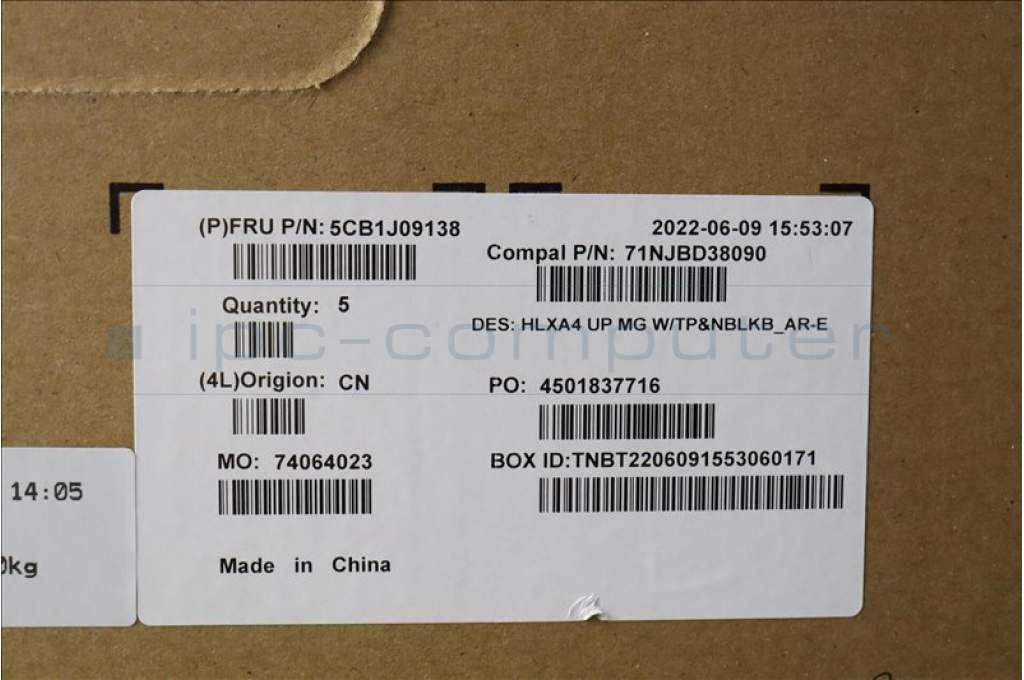 (P)FRU P/N: 5CB1J09138
2022-06-09 15:53:07
Compal P/N: 71NJBD38090
Quantity: 5
DES: HLXA4 UP MG W/TP&NBLKB_AR-E
ipc-computer
(4L)Origion: CN
PO: 4501837716
MO: 74064023
BOX ID:TNBT2206091553060171
14:05
kg
Made in China